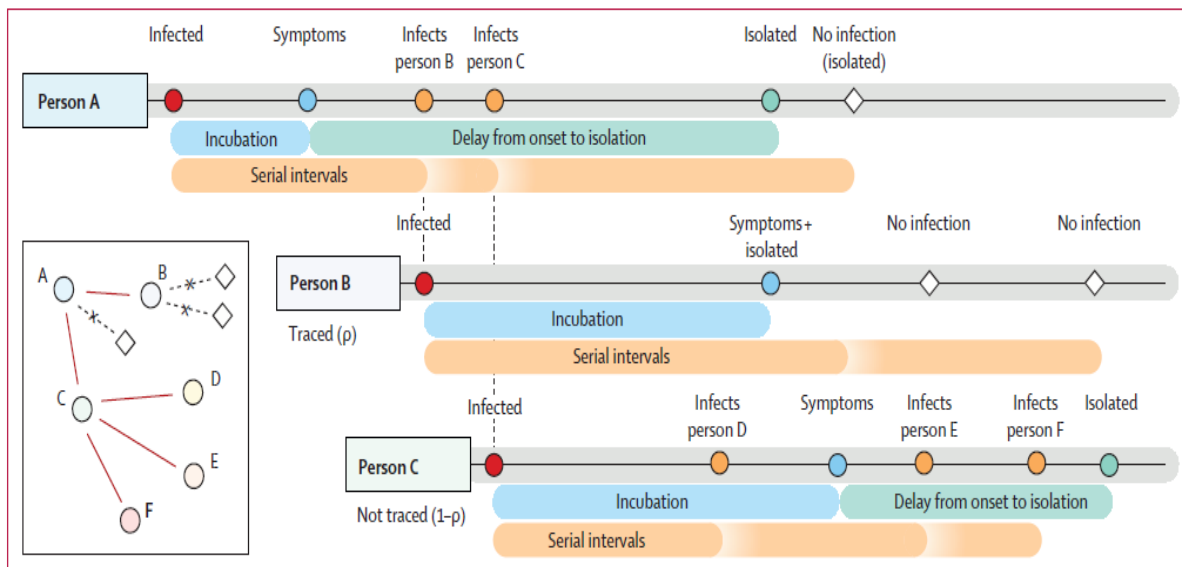 Infected
Symptoms
Infects
person B
Infects
person C
Isolated
No infection
(isolated)
Person A
Incubation
Delay from onset to isolation
Serial intervals
Infected
Symptoms+
isolated
No infection
No infection
Person B
Traced (ρ)
Incubation
Serial intervals
A
B
C
D
E
F
Infected
Infects
person D
Symptoms
Infects
person E
Infects
person F
Isolated
Person C
Not traced (1–ρ)
Incubation
Delay from onset to isolation
Serial intervals